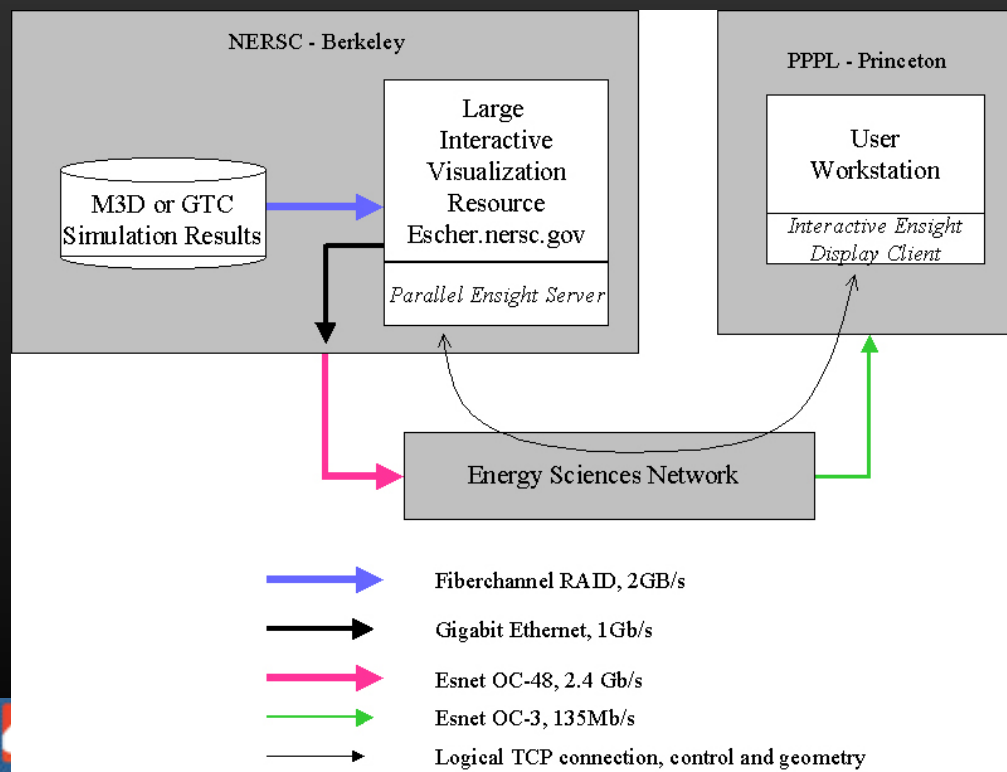 NERSC - Berkeley
PPPL - Princeton
Large
Interactive
Visualization
Resource
Escher.nersc.gov
Parallel Ensight Server
M3D or GTC
Simulation Results
User
Workstation
Interactive Ensight
Display Client
Energy Sciences Network
Fiberchannel RAID, 2GB/s
Gigabit Ethernet, 1Gb/s
Esnet OC-48, 2.4 Gb/s
Esnet OC-3, 135Mb/s
Logical TCP connection, control and geometry